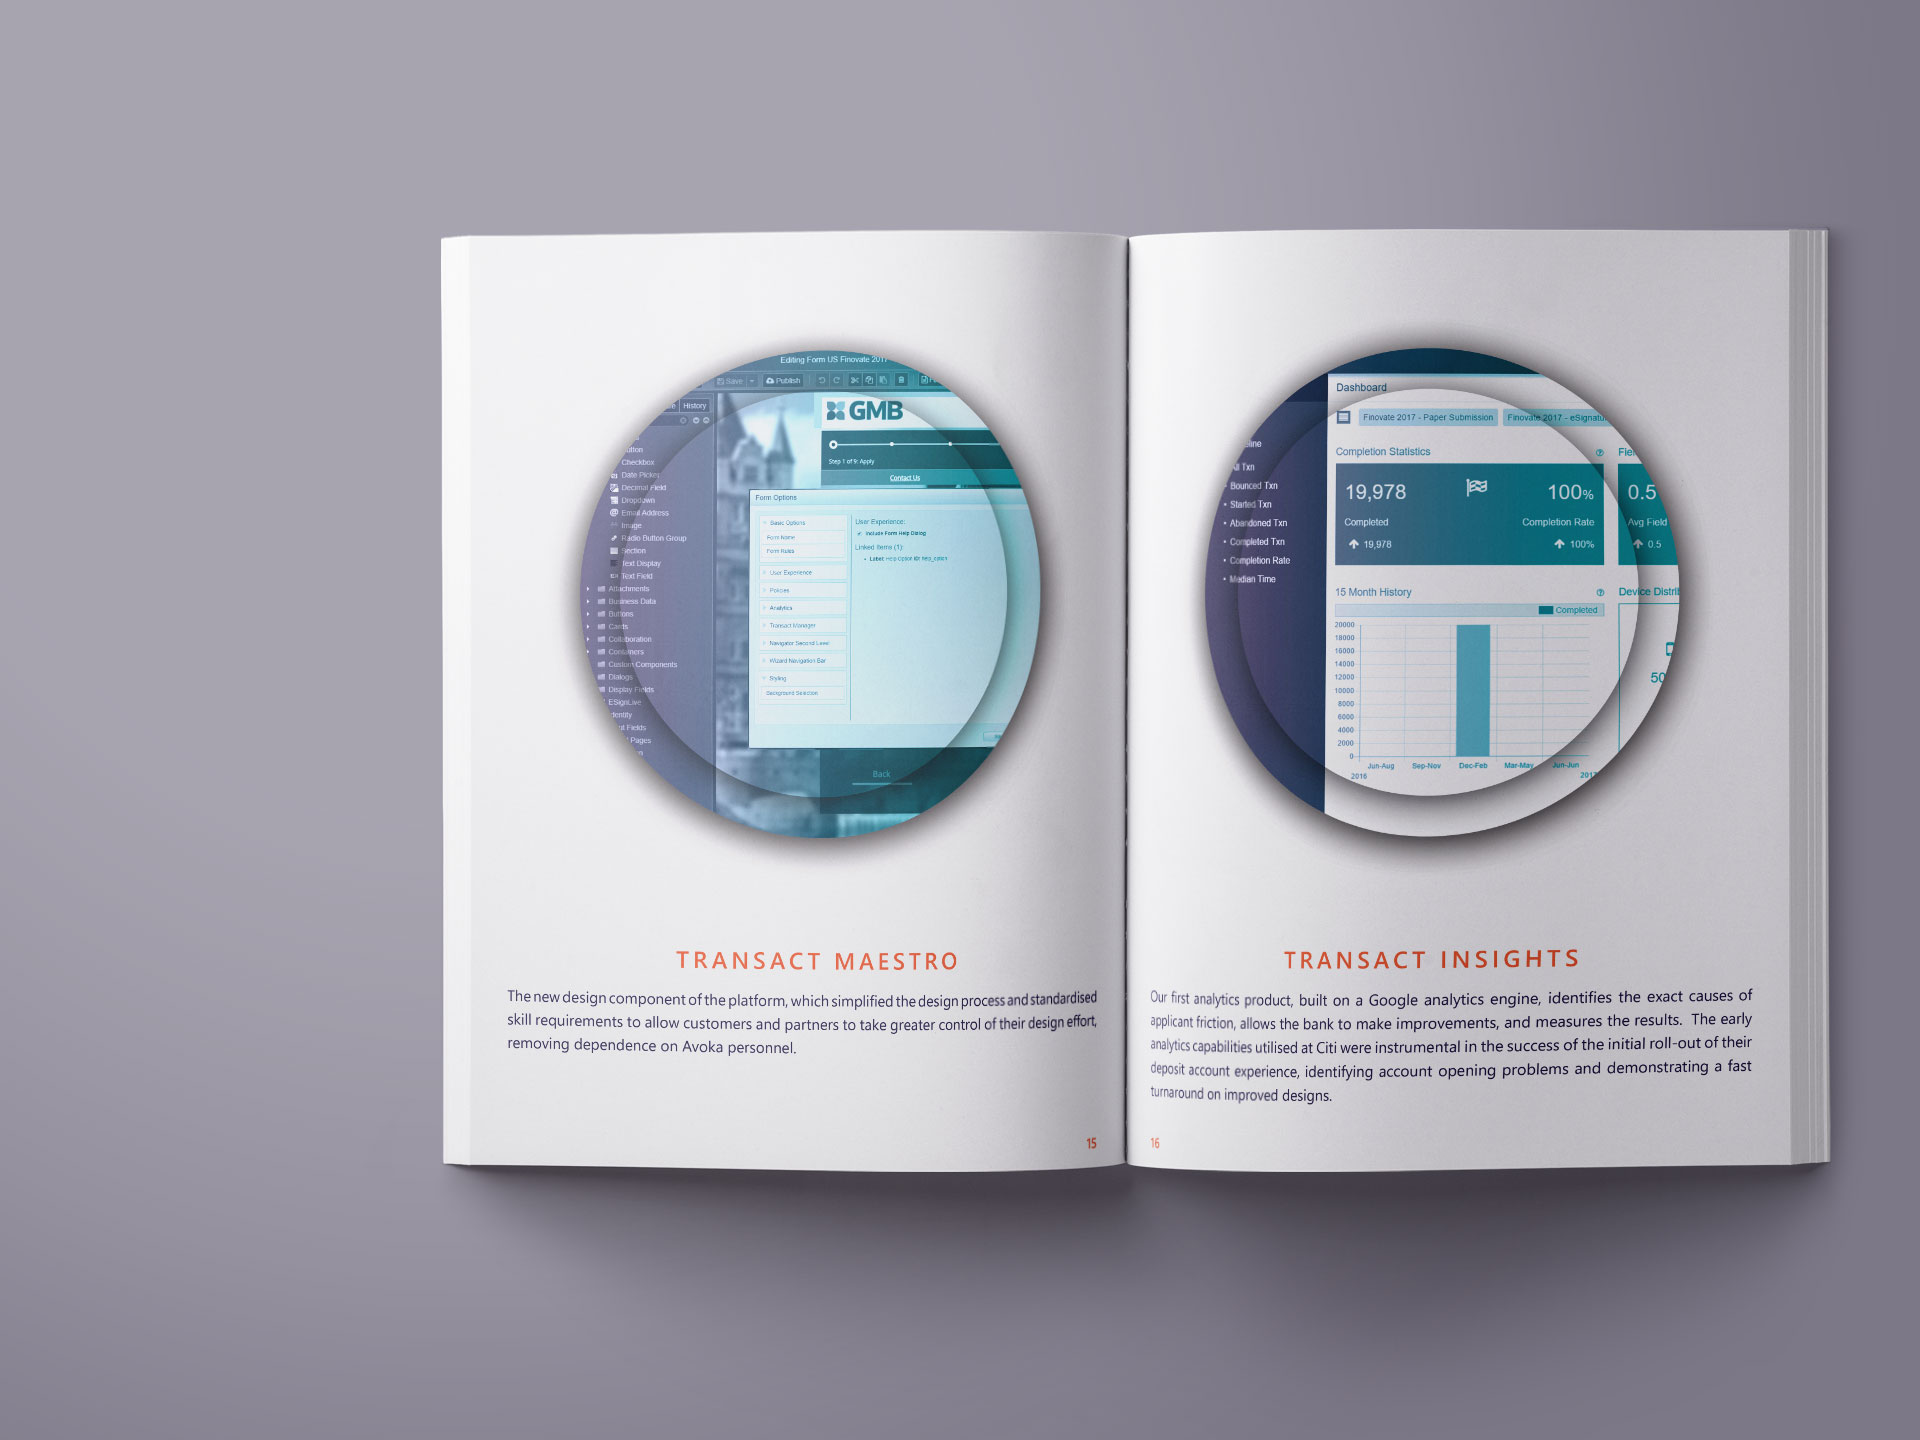 Editing Form US Finovate 2017
Save
Publish
History
GMB
Step 1 of 9: Apply
Contact Us
Checkbox
Date Picker
Decimal Field
Dropdown
Email Address
Image
Radio Button Group
Section
Text Display
Text Field
Attachments
Business Data
Buttons
Cards
Collaboration
Containers
Custom Components
Dialogs
Display Fields
ESignLive
Identity
Fields
Pages
Form Options
Basic Options
Form Name
Form Rules
User Experience
Policies
Analytics
Transact Manager
Navigator Second Level
Wizard Navigation Bar
Styling
Background Selection
User Experience:
Include Form Help Dialog
Linked Items (1):
Label: Help Option ID: help_option
Back
TRANSACT MAESTRO
The new design component of the platform, which simplified the design process and standardised
skill requirements to allow customers and partners to take greater control of their design effort,
removing dependence on Avoka personnel.
15
Dashboard
Finovate 2017 - Paper Submission
Finovate 2017 - eSignatu
All Txn
Bounced Txn
Started Txn
Abandoned Txn
Completed Txn
Completion Rate
Median Time
Completion Statistics
19,978
100%
Completed
Completion Rate
19,978
100%
0.5
Avg Field
0.5
15 Month History
Completed
20000
18000
16000
14000
12000
10000
8000
6000
4000
2000
0
Jun-Aug Sep-Nov Dec-Feb Mar-May Jun-Jun
2016
Device Distrib
50
TRANSACT INSIGHTS
Our first analytics product, built on a Google analytics engine, identifies the exact causes of
applicant friction, allows the bank to make improvements, and measures the results. The early
analytics capabilities utilised at Citi were instrumental in the success of the initial roll-out of their
deposit account experience, identifying account opening problems and demonstrating a fast
turnaround on improved designs.
16